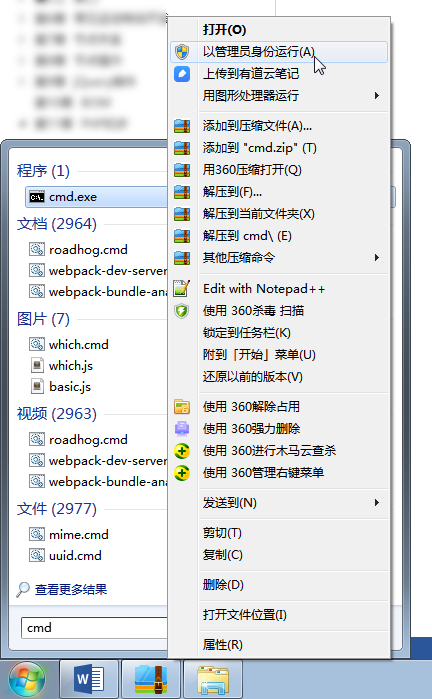 打开(O)
以管理员身份运行(A)
上传到有道云笔记
用图形处理器运行
添加到压缩文件(A)...
添加到 "cmd.zip" (T)
用360压缩打开(Q)
解压到(F)...
解压到当前文件夹(X)
解压到 cmd\ (E)
其他压缩命令
Edit with Notepad++
使用 360杀毒 扫描
锁定到任务栏(K)
附到「开始」菜单(U)
还原以前的版本(V)
使用 360解除占用
使用 360强力删除
使用 360进行木马云查杀
使用 360管理右键菜单
发送到(N)
剪切(T)
复制(C)
删除(D)
打开文件位置(I)
属性(R)
程序 (1)
cmd.exe
文档 (2964)
roadhog.cmd
webpack-dev-server
webpack-bundle-ana
图片 (7)
which.cmd
which.js
basic.js
视频 (2963)
roadhog.cmd
webpack-dev-server
webpack-bundle-ana
文件 (2977)
mime.cmd
uuid.cmd
查看更多结果
cmd